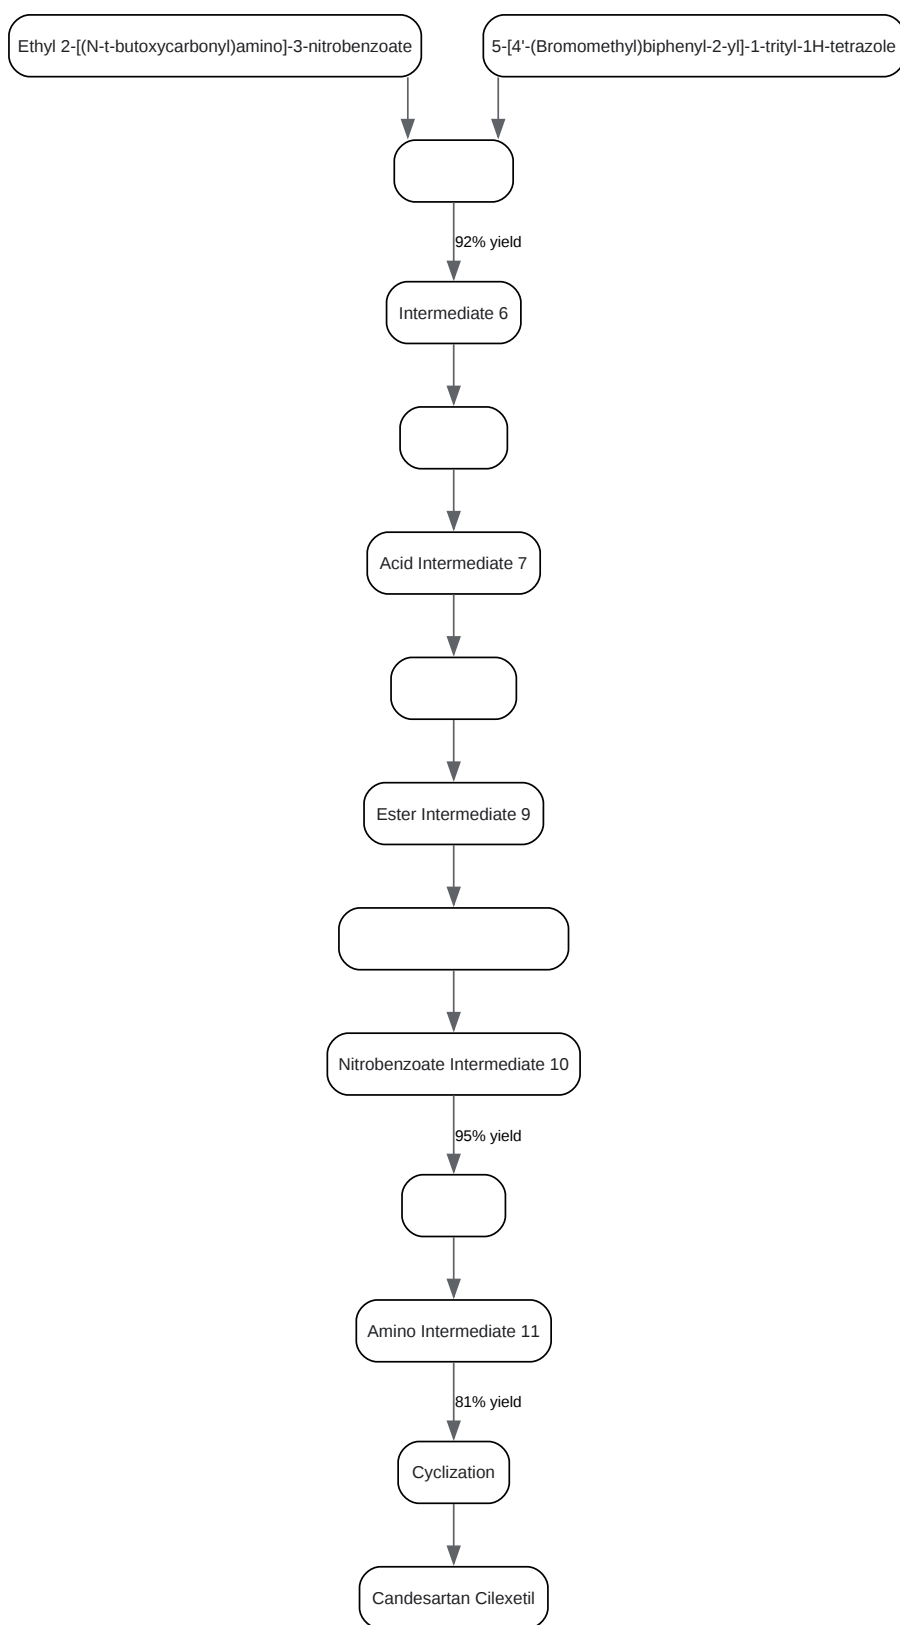 Ethyl 2-[(N-t-butoxycarbonyl)amino]-3-nitrobenzoate
5-[4'-(Bromomethyl)biphenyl-2-yl]-1-trityl-1H-tetrazole
92% yield
Intermediate 6
Acid Intermediate 7
Ester Intermediate 9
Nitrobenzoate Intermediate 10
95% yield
Amino Intermediate 11
81% yield
Cyclization
Candesartan Cilexetil